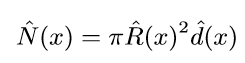 N̂(x) = πR̂(x)²d̂(x)